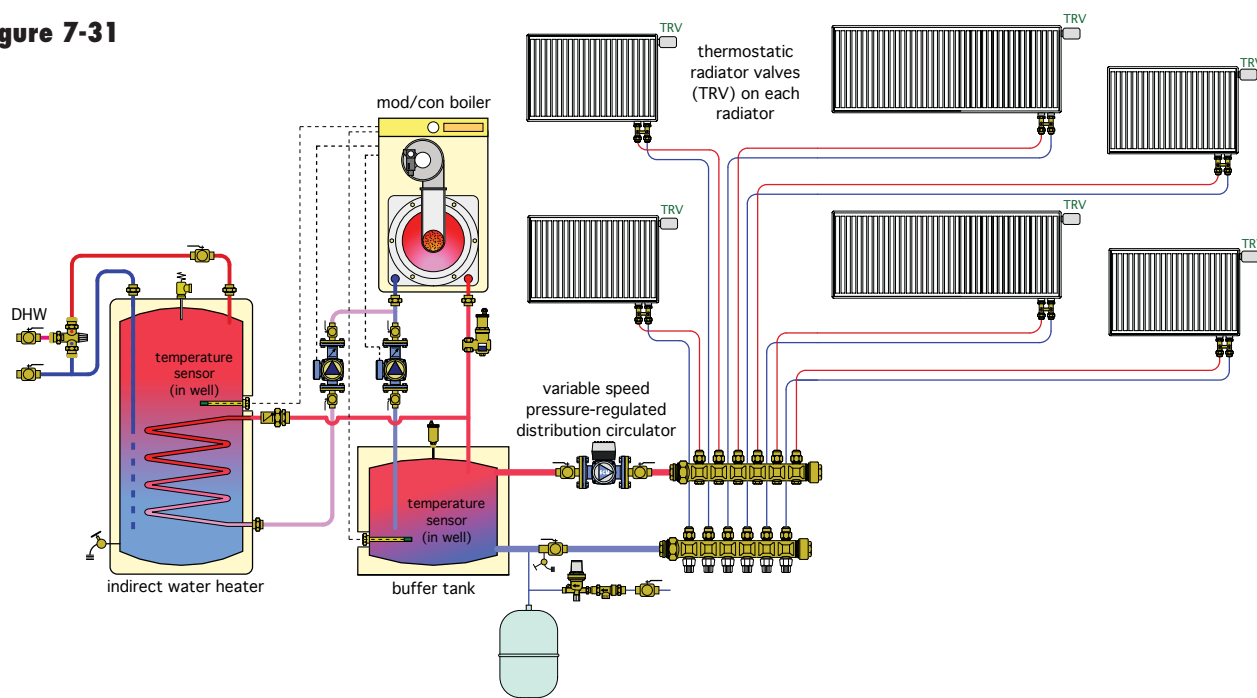 gure 7-31
TRV
thermostatic
radiator valves
(TRV) on each
radiator
TRV
TRV
mod/con boiler
TRV
TRV
TRV
DHW
temperature
sensor
(in well)
variable speed
pressure-regulated
distribution circulator
temperature
sensor
(in well)
indirect water heater
buffer tank